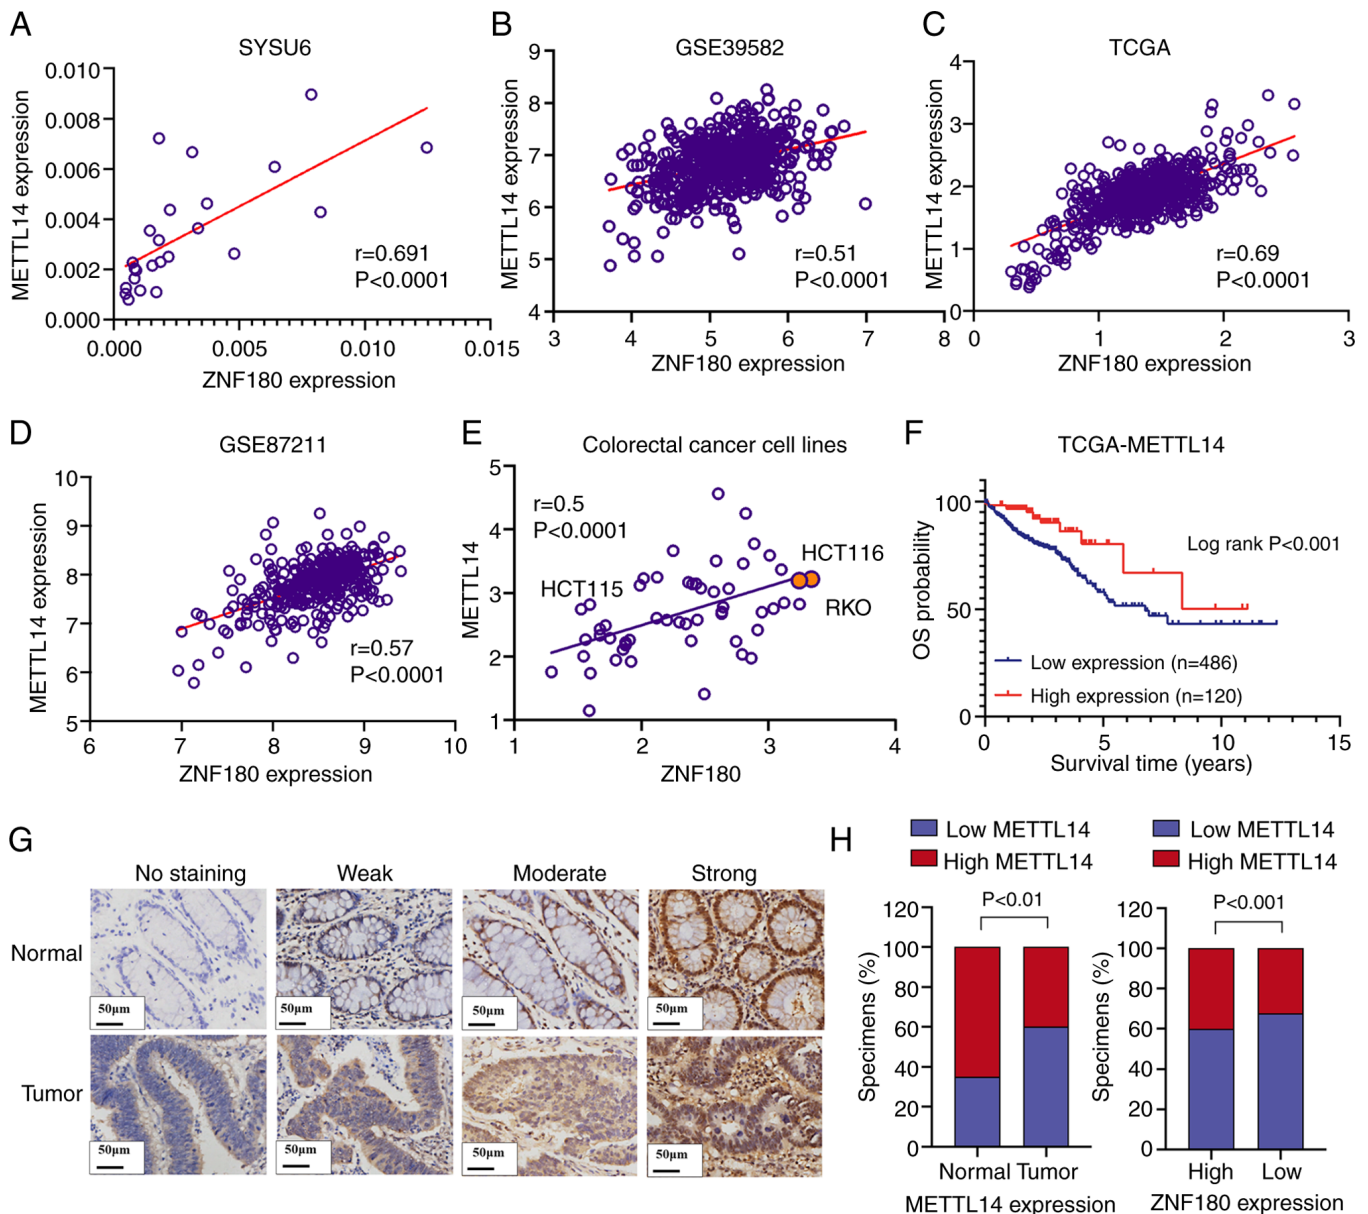 A
SYSU6
METTL14 expression
0.010
0.008
0.006
0.004
0.002
0.000
r=0.691
P<0.0001
0.000 0.005 0.010 0.015
ZNF180 expression
B
GSE39582
METTL14 expression
9
8
7
6
5
4
r=0.51
P<0.0001
3 4 5 6 7 8
ZNF180 expression
C
TCGA
METTL14 expression
4
3
2
1
0
r=0.69
P<0.0001
0 1 2 3
ZNF180 expression
D
GSE87211
METTL14 expression
10
9
8
7
6
5
r=0.57
P<0.0001
6 7 8 9 10
ZNF180 expression
E
Colorectal cancer cell lines
METTL14
5
4
3
2
1
r=0.5
P<0.0001
HCT116
HCT115
RKO
1 2 3 4
ZNF180
F
TCGA-METTL14
OS probability
100
50
0
Log rank P<0.001
Low expression (n=486)
High expression (n=120)
0 5 10 15
Survival time (years)
G
No staining Weak Moderate Strong
Normal
50µm 50µm 50µm 50µm
Tumor
50µm 50µm 50µm 50µm
H
Low METTL14
High METTL14
P<0.01
Specimens (%)
120
100
80
60
40
20
0
Normal Tumor
METTL14 expression
Low METTL14
High METTL14
P<0.001
Specimens (%)
120
100
80
60
40
20
0
High Low
ZNF180 expression